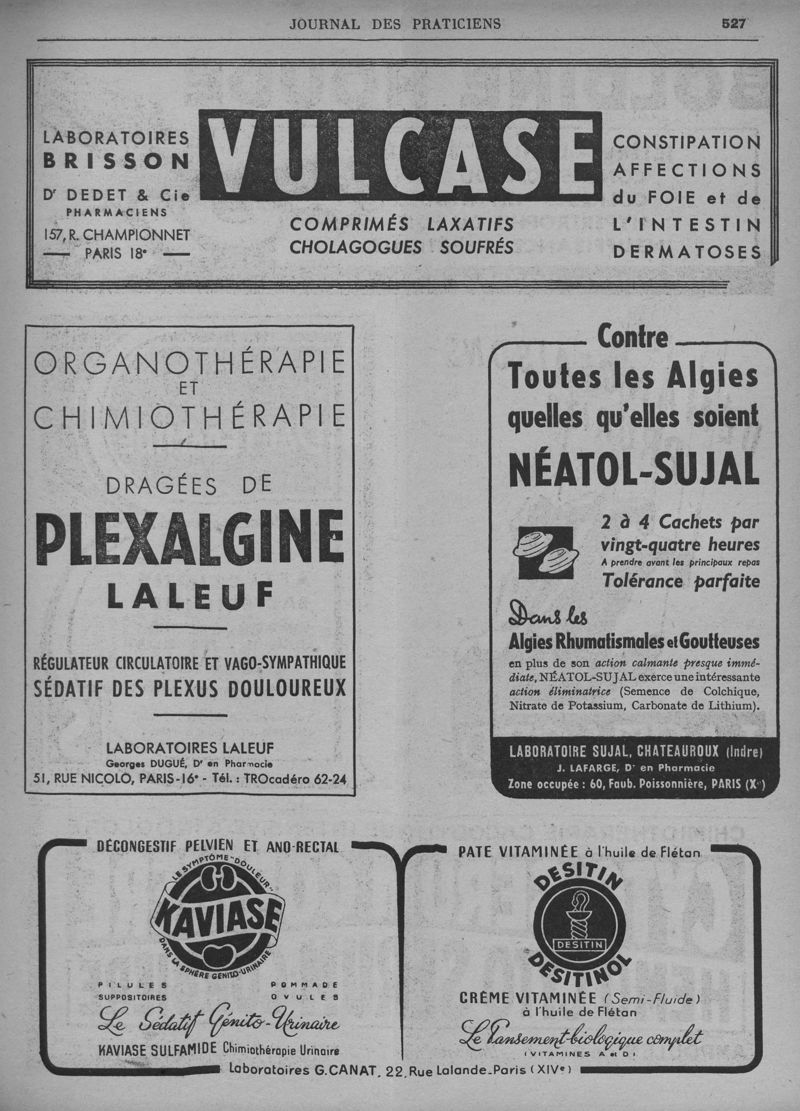 JOURNAL DES PRATICIENS 527
LABORATOIRES
BRISSON
Dr DEDET & Cie
PHARMACIENS
157, R. CHAMPIONNET
PARIS 18e
VULCASE
COMPRIMÉS LAXATIFS
CHOLAGOGUES SOUFRÉS
CONSTIPATION
AFFECTIONS
du FOIE et de
L'INTESTIN
DERMATOSES
ORGANOTHÉRAPIE
ET
CHIMIOTHÉRAPIE
DRAGÉES DE
PLEXALGINE
LALEUF
RÉGULATEUR CIRCULATOIRE ET VAGO-SYMPATHIQUE
SÉDATIF DES PLEXUS DOULOUREUX
LABORATOIRES LALEUF
Georges DUGUÉ, Dr en Pharmacie
51, RUE NICOLO, PARIS-16e - Tél. : TROcadéro 62-24
Contre
Toutes les Algies
quelles qu'elles soient
NÉATOL-SUJAL
2 à 4 Cachets par
vingt-quatre heures
A prendre avant les principaux repas
Tolérance parfaite
Dans les
Algies Rhumatismales et Goutteuses
en plus de son action calmante presque immé-
diate, NÉATOL-SUJAL exerce une intéressante
action éliminatrice (Semence de Colchique,
Nitrate de Potassium, Carbonate de Lithium).
LABORATOIRE SUJAL, CHATEAUROUX (Indre)
J. LAFARGE, Dr en Pharmacie
Zone occupée : 60, Faub. Poissonnière, PARIS (Xe)
DÉCONGESTIF PELVIEN ET ANO-RECTAL
LE SYMPTÔME-DOULEUR
KAVIASE
DANS LA SPHÈRE GÉNITO-URINAIRE
PILULES POMMADE
SUPPOSITOIRES OVULES
Le Sédatif Génito-Urinaire
KAVIASE SULFAMIDE Chimiothérapie Urinaire
PATE VITAMINÉE à l'huile de Flétan
DESITIN
DESITIN
DESITINOL
CRÈME VITAMINÉE (Semi-Fluide)
à l'huile de Flétan
Le Pansement biologique complet
(VITAMINES A et D)
Laboratoires G. CANAT, 22, Rue Lalande-Paris (XIVe)